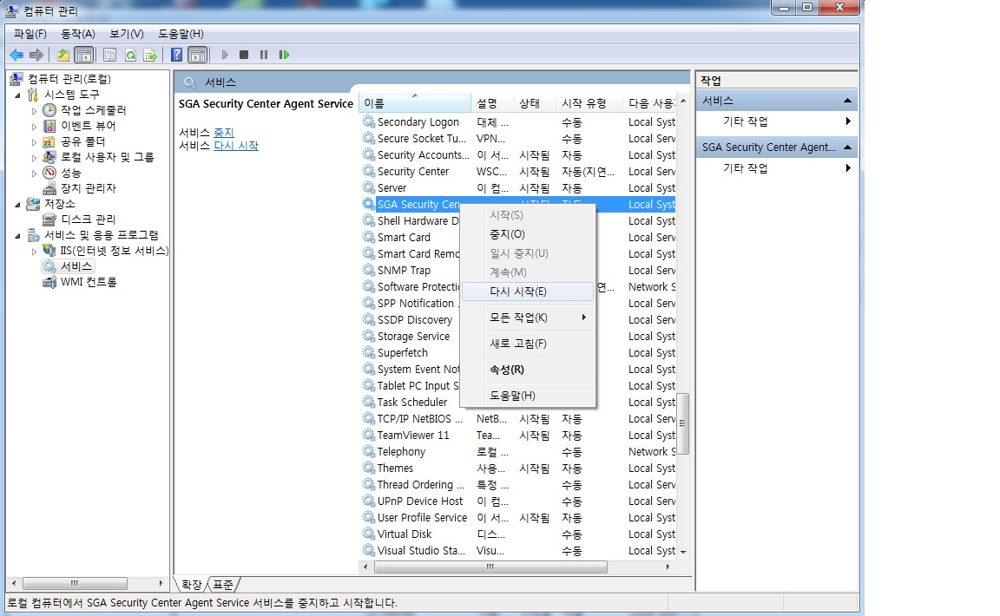 컴퓨터 관리
파일(F) 동작(A) 보기(V) 도움말(H)
컴퓨터 관리(로컬)
시스템 도구
작업 스케줄러
이벤트 뷰어
공유 폴더
로컬 사용자 및 그룹
성능
장치 관리자
저장소
디스크 관리
서비스 및 응용 프로그램
IIS(인터넷 정보 서비스)
서비스
WMI 컨트롤
서비스
SGA Security Center Agent Service
서비스 중지
서비스 다시 시작
이름 설명 상태 시작 유형 다음 사용
Secondary Logon 대체 ... 수동 Local Syst
Secure Socket Tu... VPN... 수동 Local Serv
Security Accounts... 이 서... 시작됨 자동 Local Syst
Security Center WSC... 시작됨 자동(지연... Local Serv
Server 이 컴... 시작됨 자동 Local Syst
SGA Security Cen 시작됨 자동 Local Syst
Shell Hardware D Local Syst
Smart Card Local Serv
Smart Card Remo Local Syst
SNMP Trap Local Serv
Software Protectio 연... Network S
SPP Notification Local Serv
SSDP Discovery Local Serv
Storage Service Local Syst
Superfetch Local Syst
System Event Not Local Syst
Tablet PC Input S Local Syst
Task Scheduler Local Syst
TCP/IP NetBIOS ... NetB... 시작됨 자동 Local Serv
TeamViewer 11 Tea... 시작됨 자동 Local Syst
Telephony 로컬 ... 수동 Network S
Themes 사용... 시작됨 자동 Local Syst
Thread Ordering ... 특정 ... 수동 Local Serv
UPnP Device Host 이 컴... 수동 Local Serv
User Profile Service 이 서... 시작됨 자동 Local Syst
Virtual Disk 디스... 수동 Local Syst
Visual Studio Sta... Visu... 수동 Local Syst
시작(S)
중지(O)
일시 중지(U)
계속(M)
다시 시작(E)
모든 작업(K)
새로 고침(F)
속성(R)
도움말(H)
확장 표준
작업
서비스
기타 작업
SGA Security Center Agent...
기타 작업
로컬 컴퓨터에서 SGA Security Center Agent Service 서비스를 중지하고 시작합니다.